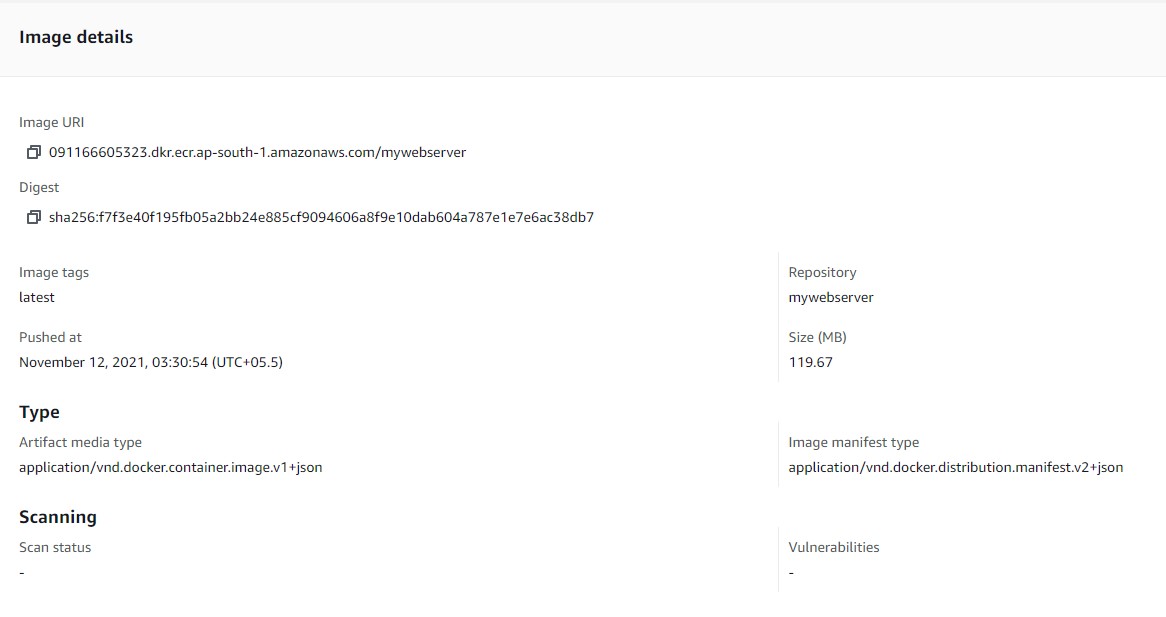 Image details
Image URI
091166605323.dkr.ecr.ap-south-1.amazonaws.com/mywebserver
Digest
sha256:f7f3e40f195fb05a2bb24e885cf9094606a8f9e10dab604a787e1e7e6ac38db7
Image tags
latest
Repository
mywebserver
Pushed at
November 12, 2021, 03:30:54 (UTC+05.5)
Size (MB)
119.67
Type
Artifact media type
application/vnd.docker.container.image.v1+json
Image manifest type
application/vnd.docker.distribution.manifest.v2+json
Scanning
Scan status
-
Vulnerabilities
-